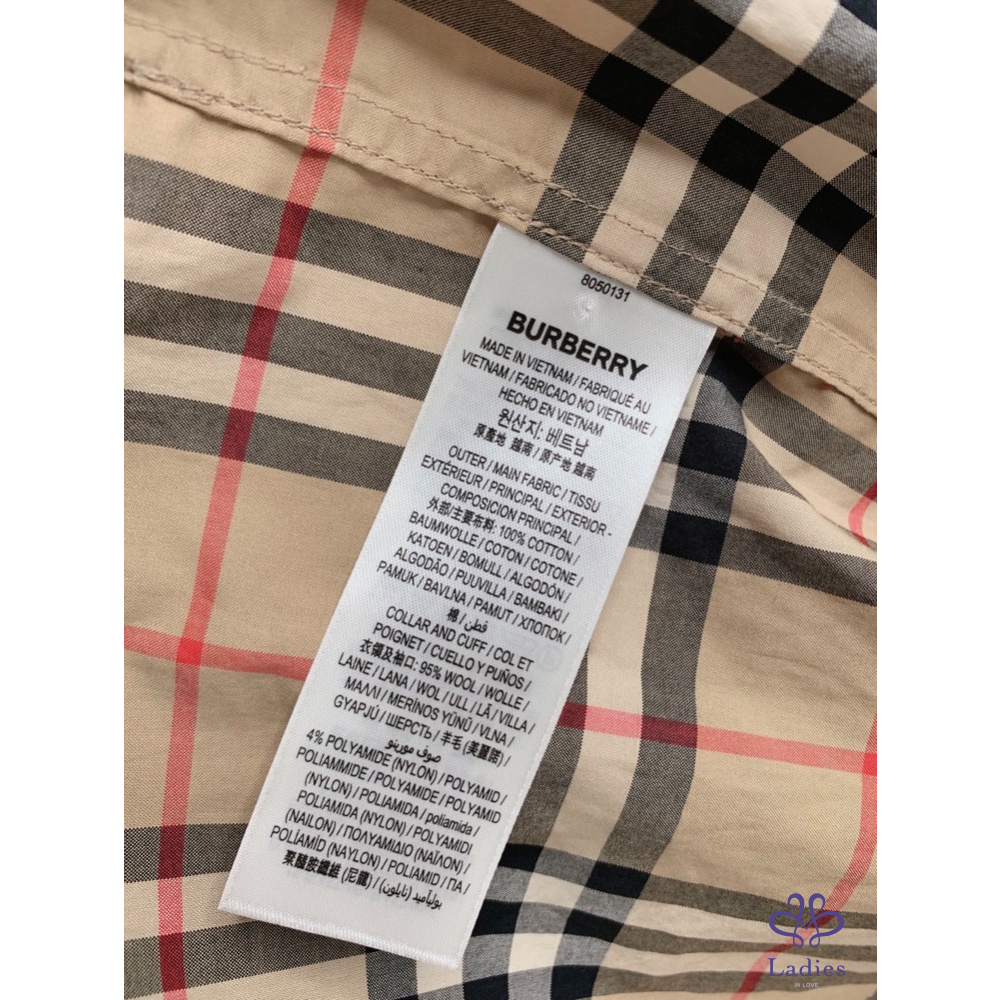 8050131
BURBERRY
MADE IN VIETNAM / FABRIQUÉ AU
VIETNAM / FABRICADO NO VIETNAME /
HECHO EN VIETNAM
원산지: 베트남
原產地 越南 / 原产地 越南
OUTER / MAIN FABRIC / TISSU
EXTÉRIEUR / PRINCIPAL / EXTERIOR -
COMPOSICION PRINCIPAL /
外部/主要布料: 100% COTTON /
BAUMWOLLE / COTON / COTONE /
KATOEN / BOMULL / ALGODÓN /
ALGODÃO / PUUVILLA / BAMBAKI /
PAMUK / BAVLNA / PAMUT / ХЛОПОК /
棉 / قطن
COLLAR AND CUFF / COL ET
POIGNET / CUELLO Y PUÑOS /
衣領及袖口: 95% WOOL / WOLLE /
LAINE / LANA / WOL / ULL / LÃ / VILLA /
ΜΑΛΛΙ / MERİNOS YÜNÜ / VLNA /
GYAPJÚ / ШЕРСТЬ / 羊毛 (美麗諾) /
صوف مورينو
4% POLYAMIDE (NYLON) / POLYAMID /
POLIAMMIDE / POLYAMIDE / POLYAMID
(NYLON) / POLIAMIDA / poliamida /
POLIAMIDA (NYLON) / POLYAMIDI
(NAILON) / ΠΟΛΥΑΜΙΔΙΟ (ΝΑΪΛΟΝ) /
POLİAMİD (NAYLON) / POLIAMID / ПА /
聚醯胺纖維 (尼龍) / بوليآميد (نايلون) /
Ladies
IN LOVE